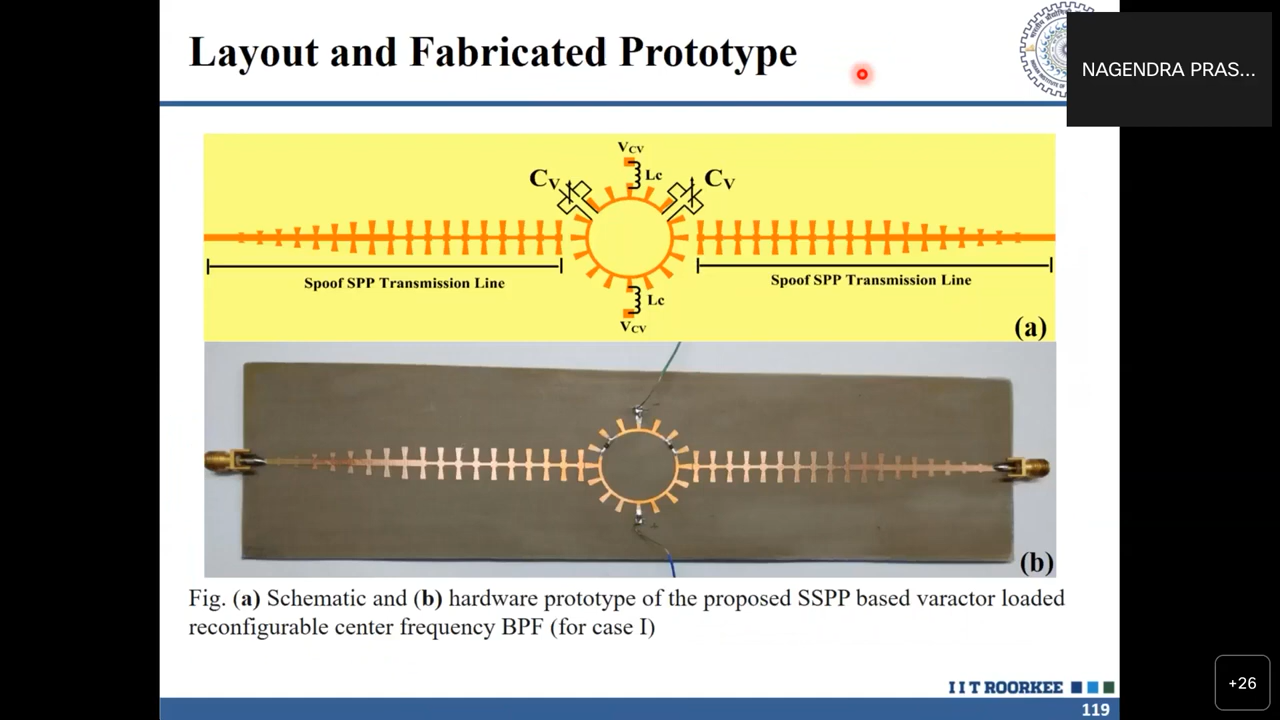 Layout and Fabricated Prototype
NAGENDRA PRAS...
VCV
Lc
CV
CV
Spoof SPP Transmission Line
Spoof SPP Transmission Line
Lc
VCV
(a)
(b)
Fig. (a) Schematic and (b) hardware prototype of the proposed SSPP based varactor loaded
reconfigurable center frequency BPF (for case I)
I I T ROORKEE
119
+26